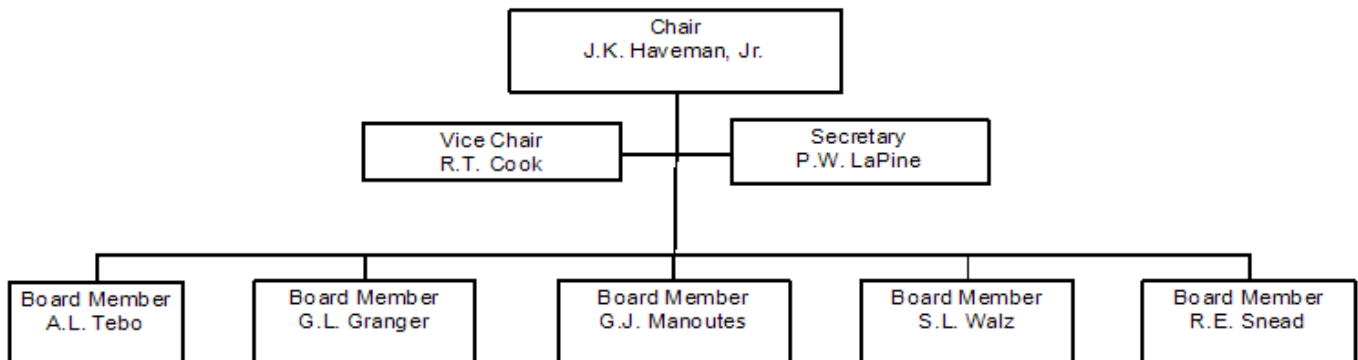 Chair
J.K. Haveman, Jr.
Vice Chair
R.T. Cook
Secretary
P.W. LaPine
Board Member
A.L. Tebo
Board Member
G.L. Granger
Board Member
G.J. Manoutes
Board Member
S.L. Walz
Board Member
R.E. Snead